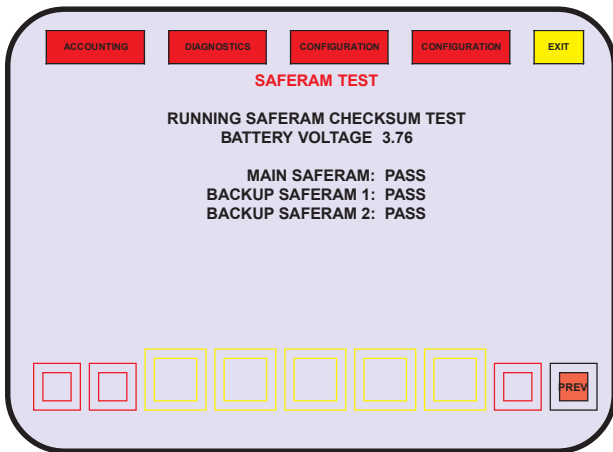 ACCOUNTING DIAGNOSTICS CONFIGURATION CONFIGURATION EXIT
SAFERAM TEST
RUNNING SAFERAM CHECKSUM TEST
BATTERY VOLTAGE 3.76
MAIN SAFERAM: PASS
BACKUP SAFERAM 1: PASS
BACKUP SAFERAM 2: PASS
PREV